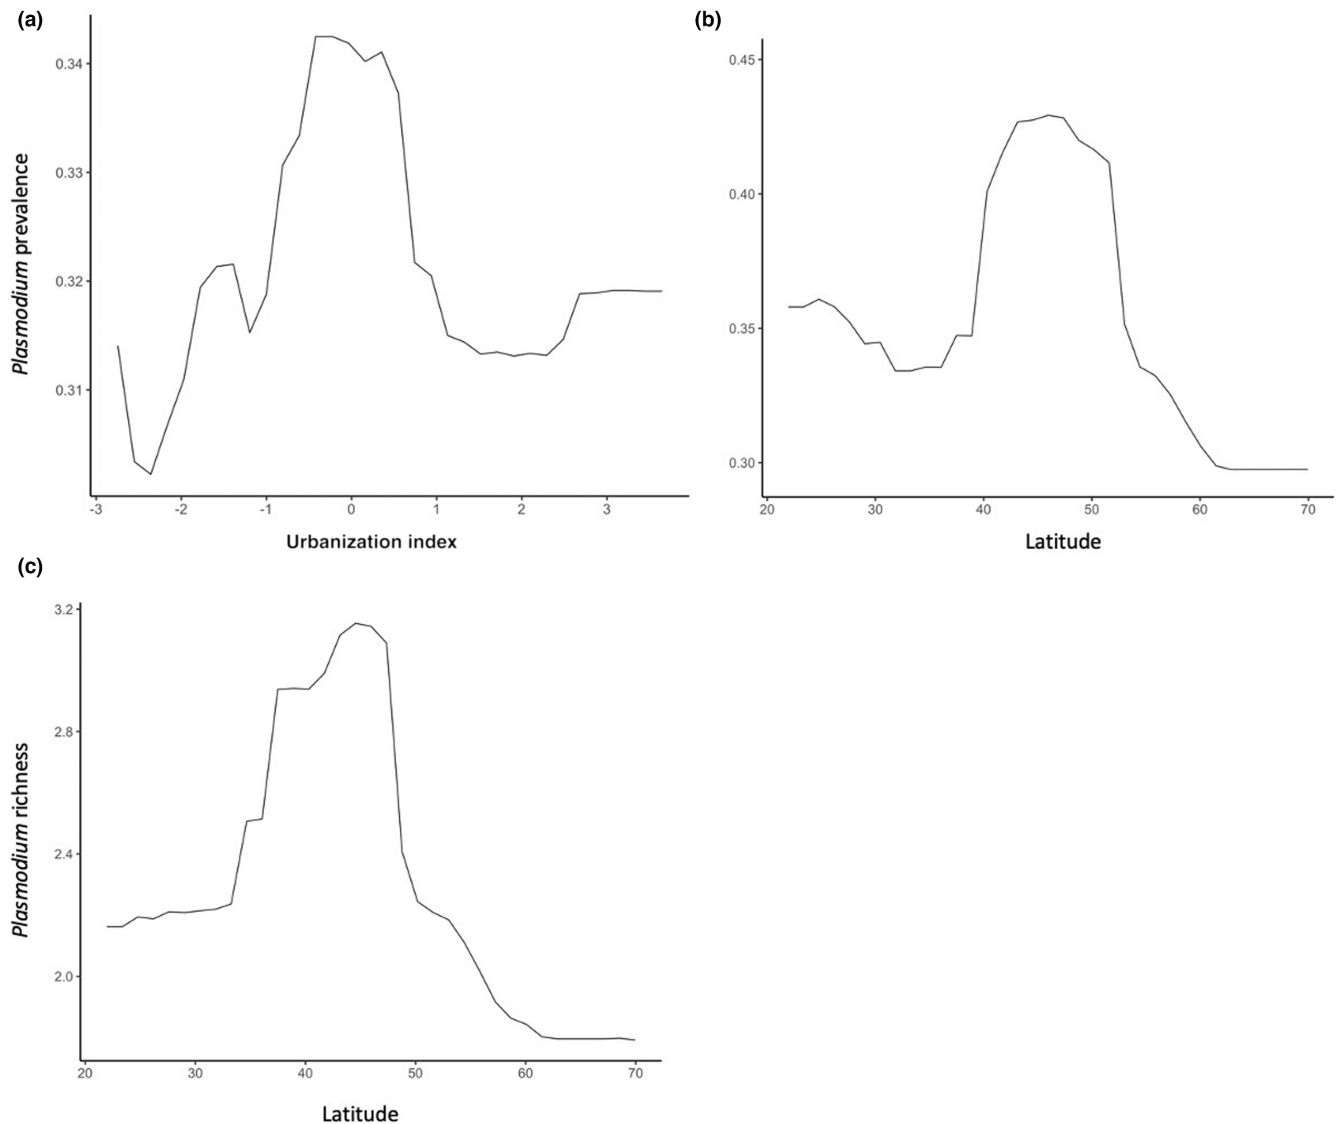 (a)
Plasmodium prevalence
0.34
0.33
0.32
0.31
-3 -2 -1 0 1 2 3
Urbanization index
(b)
0.45
0.40
0.35
0.30
20 30 40 50 60 70
Latitude
(c)
Plasmodium richness
3.2
2.8
2.4
2.0
20 30 40 50 60 70
Latitude